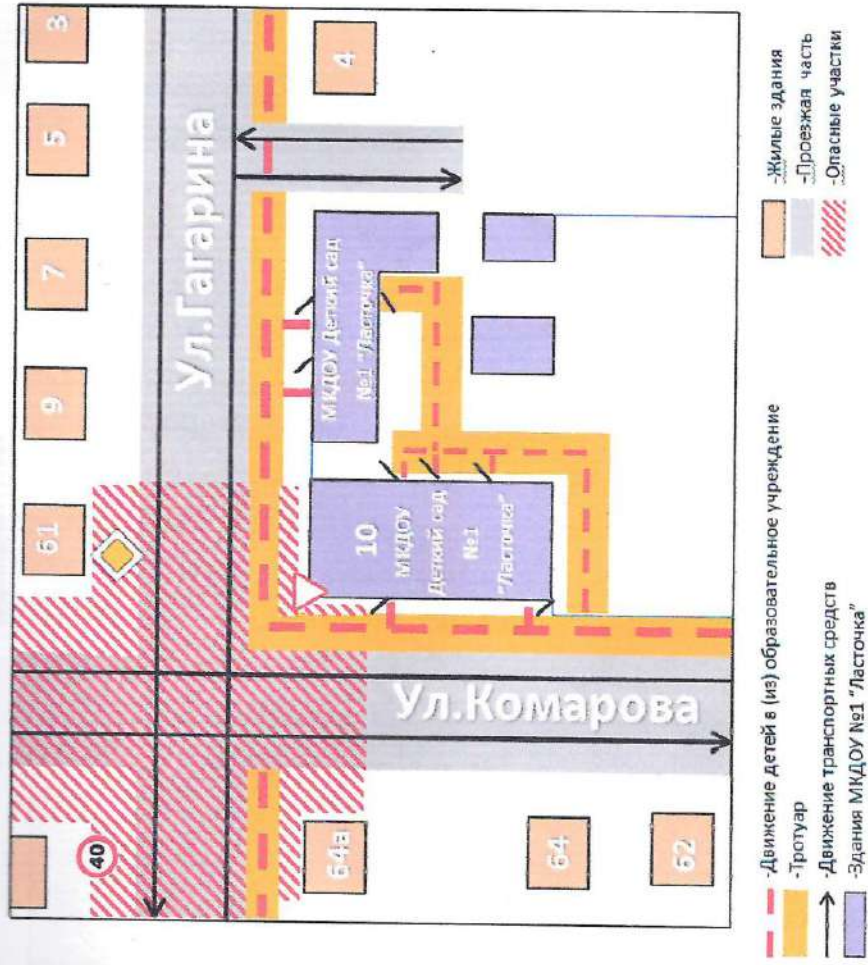 61
9
7
5
3
40
Ул.Гагарина
4
МКДОУ Деткий сад
№1 "Ласточка"
10
МКДОУ
Деткий сад
№1
"Ласточка"
64а
64
62
Ул.Комарова
-Движение детей в (из) образовательное учреждение
-Тротуар
-Движение транспортных средств
-Здания МКДОУ №1 "Ласточка"
-Жилые здания
-Проезжая часть
-Опасные участки